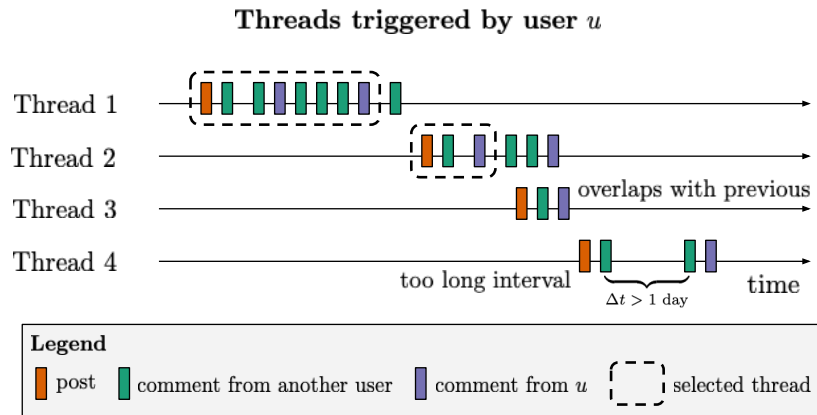 Threads triggered by user u
Thread 1
Thread 2
Thread 3
overlaps with previous
Thread 4
too long interval
Δt > 1 day
time
Legend
post
comment from another user
comment from u
selected thread